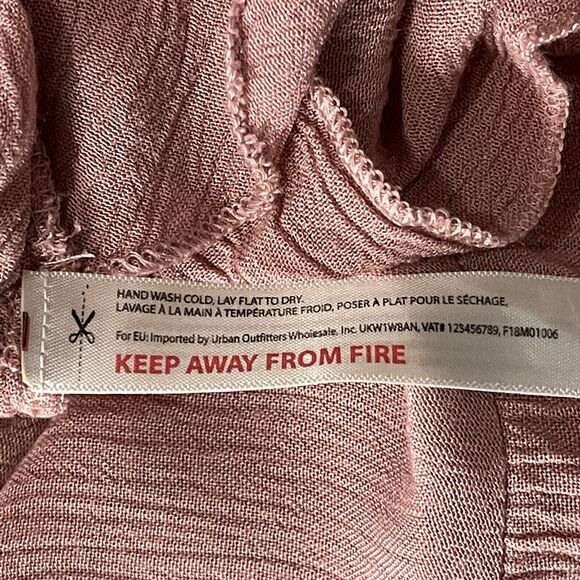 HAND WASH COLD, LAY FLAT TO DRY.
LAVAGE À LA MAIN À TEMPÉRATURE FROID, POSER À PLAT POUR LE SÉCHAGE,
For EU: Imported by Urban Outfitters Wholesale, Inc. UKW1W8AN, VAT# 123456789, F18M01006
KEEP AWAY FROM FIRE